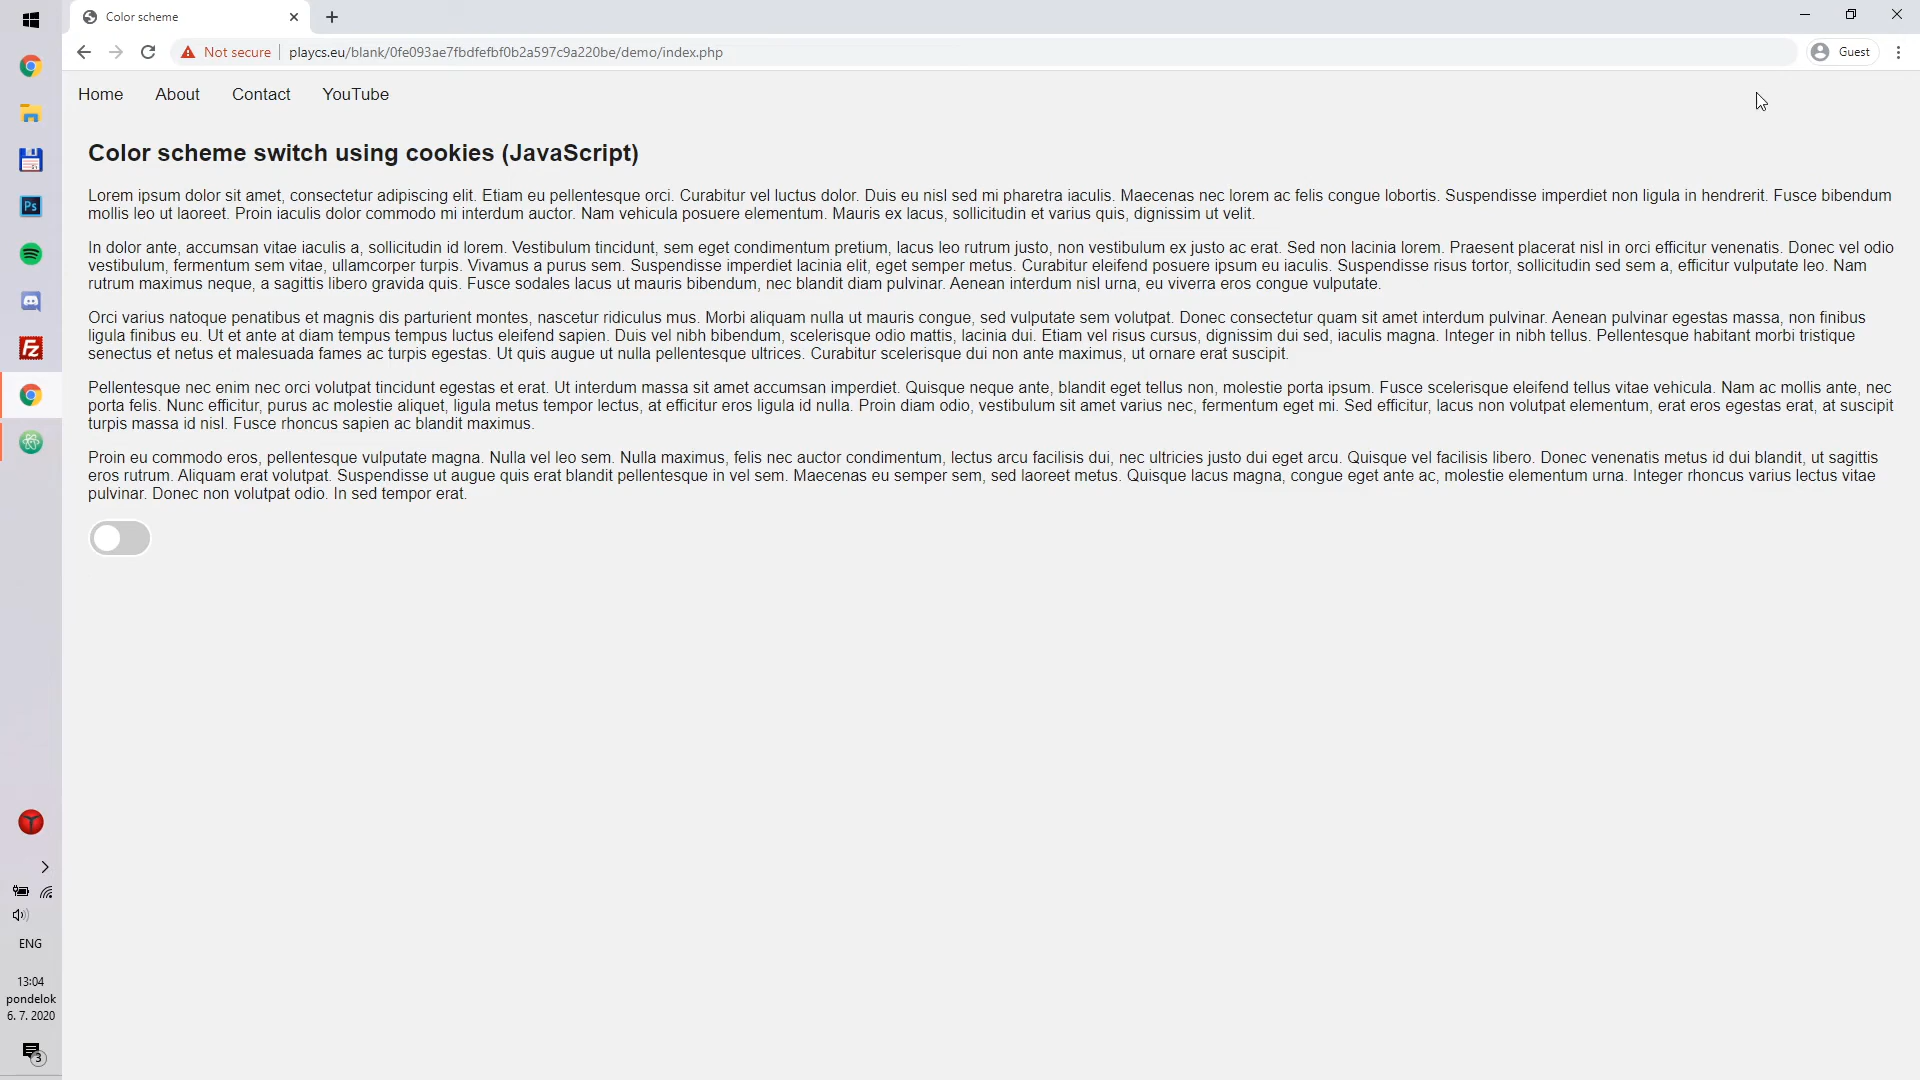 Color scheme
Not secure
playcs.eu/blank/0fe093ae7fbdfefbf0b2a597c9a220be/demo/index.php
Guest
Home About Contact YouTube
Color scheme switch using cookies (JavaScript)
Lorem ipsum dolor sit amet, consectetur adipiscing elit. Etiam eu pellentesque orci. Curabitur vel luctus dolor. Duis eu nisl sed mi pharetra iaculis. Maecenas nec lorem ac felis congue lobortis. Suspendisse imperdiet non ligula in hendrerit. Fusce bibendum
mollis leo ut laoreet. Proin iaculis dolor commodo mi interdum auctor. Nam vehicula posuere elementum. Mauris ex lacus, sollicitudin et varius quis, dignissim ut velit.
In dolor ante, accumsan vitae iaculis a, sollicitudin id lorem. Vestibulum tincidunt, sem eget condimentum pretium, lacus leo rutrum justo, non vestibulum ex justo ac erat. Sed non lacinia lorem. Praesent placerat nisl in orci efficitur venenatis. Donec vel odio
vestibulum, fermentum sem vitae, ullamcorper turpis. Vivamus a purus sem. Suspendisse imperdiet lacinia elit, eget semper metus. Curabitur eleifend posuere ipsum eu iaculis. Suspendisse risus tortor, sollicitudin sed sem a, efficitur vulputate leo. Nam
rutrum maximus neque, a sagittis libero gravida quis. Fusce sodales lacus ut mauris bibendum, nec blandit diam pulvinar. Aenean interdum nisl urna, eu viverra eros congue vulputate.
Orci varius natoque penatibus et magnis dis parturient montes, nascetur ridiculus mus. Morbi aliquam nulla ut mauris congue, sed vulputate sem volutpat. Donec consectetur quam sit amet interdum pulvinar. Aenean pulvinar egestas massa, non finibus
ligula finibus eu. Ut et ante at diam tempus tempus luctus eleifend sapien. Duis vel nibh bibendum, scelerisque odio mattis, lacinia dui. Etiam vel risus cursus, dignissim dui sed, iaculis magna. Integer in nibh tellus. Pellentesque habitant morbi tristique
senectus et netus et malesuada fames ac turpis egestas. Ut quis augue ut nulla pellentesque ultrices. Curabitur scelerisque dui non ante maximus, ut ornare erat suscipit.
Pellentesque nec enim nec orci volutpat tincidunt egestas et erat. Ut interdum massa sit amet accumsan imperdiet. Quisque neque ante, blandit eget tellus non, molestie porta ipsum. Fusce scelerisque eleifend tellus vitae vehicula. Nam ac mollis ante, nec
porta felis. Nunc efficitur, purus ac molestie aliquet, ligula metus tempor lectus, at efficitur eros ligula id nulla. Proin diam odio, vestibulum sit amet varius nec, fermentum eget mi. Sed efficitur, lacus non volutpat elementum, erat eros egestas erat, at suscipit
turpis massa id nisl. Fusce rhoncus sapien ac blandit maximus.
Proin eu commodo eros, pellentesque vulputate magna. Nulla vel leo sem. Nulla maximus, felis nec auctor condimentum, lectus arcu facilisis dui, nec ultricies justo dui eget arcu. Quisque vel facilisis libero. Donec venenatis metus id dui blandit, ut sagittis
eros rutrum. Aliquam erat volutpat. Suspendisse ut augue quis erat blandit pellentesque in vel sem. Maecenas eu semper sem, sed laoreet metus. Quisque lacus magna, congue eget ante ac, molestie elementum urna. Integer rhoncus varius lectus vitae
pulvinar. Donec non volutpat odio. In sed tempor erat.
Ps
Fz
ENG
13:04
pondelok
6. 7. 2020
3